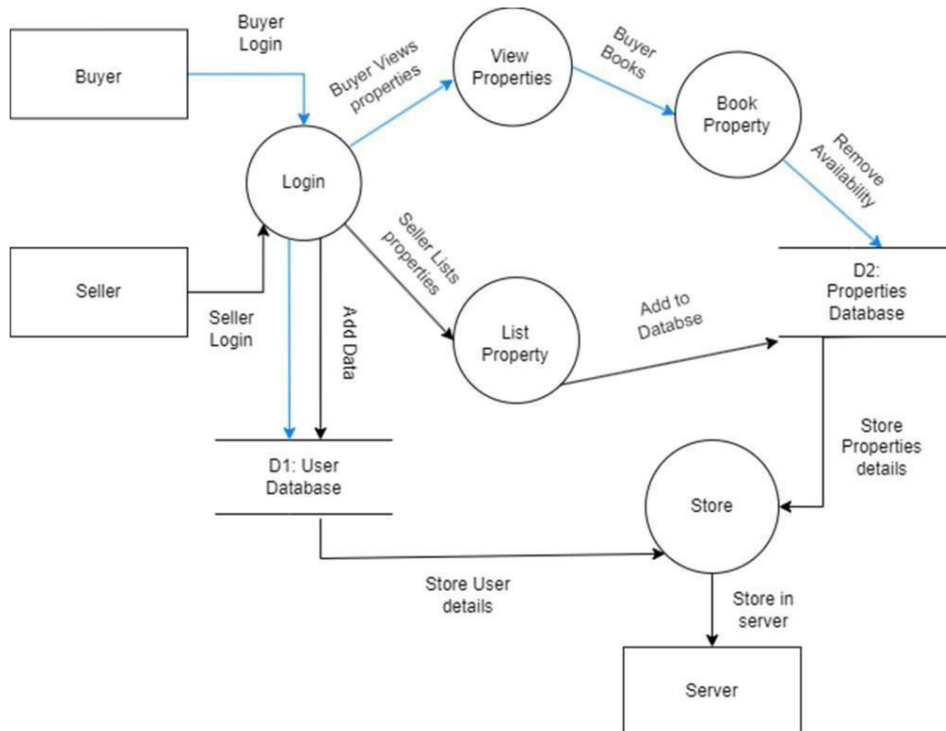 Buyer
Login
Buyer
Buyer Views
properties
View
Properties
Buyer
Books
Book
Property
Remove
Availability
Login
Seller
Seller
Login
Add Data
Seller Lists
properties
List
Property
Add to
Databse
D2:
Properties
Database
D1: User
Database
Store
Properties
details
Store
Store User
details
Store in
server
Server